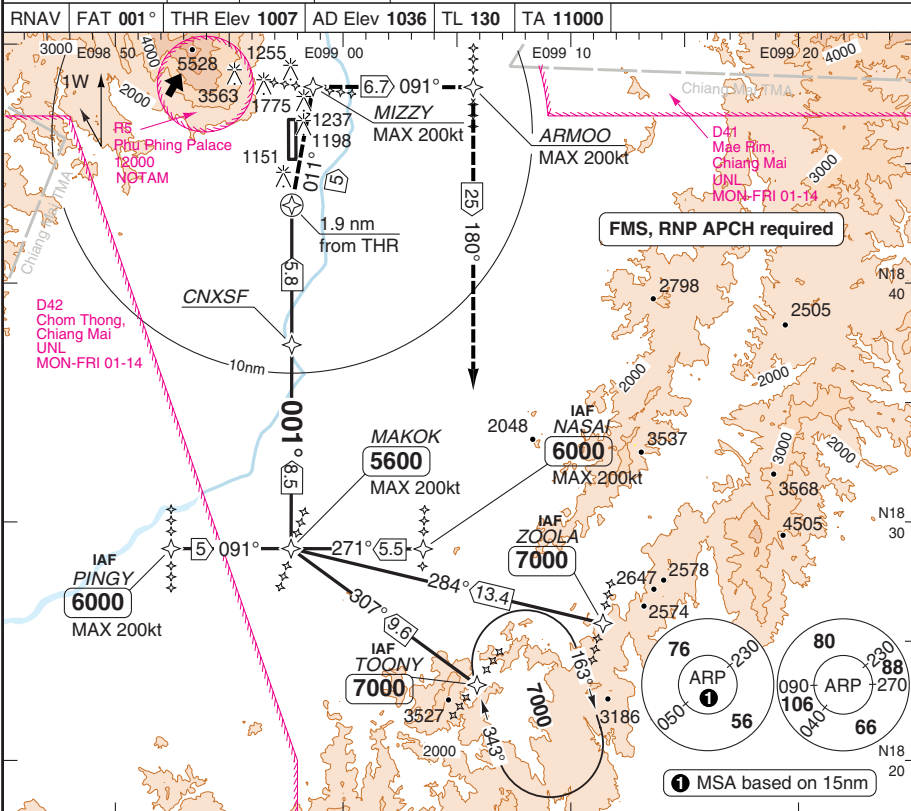 RNAV FAT 001° THR Elev 1007 AD Elev 1036 TL 130 TA 11000
3000
E098 50
4000
1255
E099 00
E099 10
E099 20
4000
5528
1W
2000
3563
1775
6.7 091°
Chiang Mai TMA
MIZZY
MAX 200kt
1237
1198
1151
R5
Phu Phing Palace
12000
NOTAM
ARMOO
MAX 200kt
D41
Mae Rim,
Chiang Mai
UNL
MON-FRI 01-14
3000
011°
5
Chiang Mai TMA
25 180°
1.9 nm
from THR
FMS, RNP APCH required
5.8
N18
40
2798
2505
CNXSF
D42
Chom Thong,
Chiang Mai
UNL
MON-FRI 01-14
10nm
2000
2000
001°
8.5
MAKOK
5600
MAX 200kt
2048
IAF
NASAI
6000
MAX 200kt
3537
3000
2000
3568
4505
N18
30
IAF
PINGY
6000
MAX 200kt
5 091°
271° 5.5
IAF
ZOOLA
7000
284° 13.4
307° 9.6
2647
2578
2574
IAF
TOONY
7000
3527
163°
7000
343°
3186
2000
76
230
ARP
1
050
56
80
230
88
090
ARP
270
106
040
66
N18
20
1 MSA based on 15nm